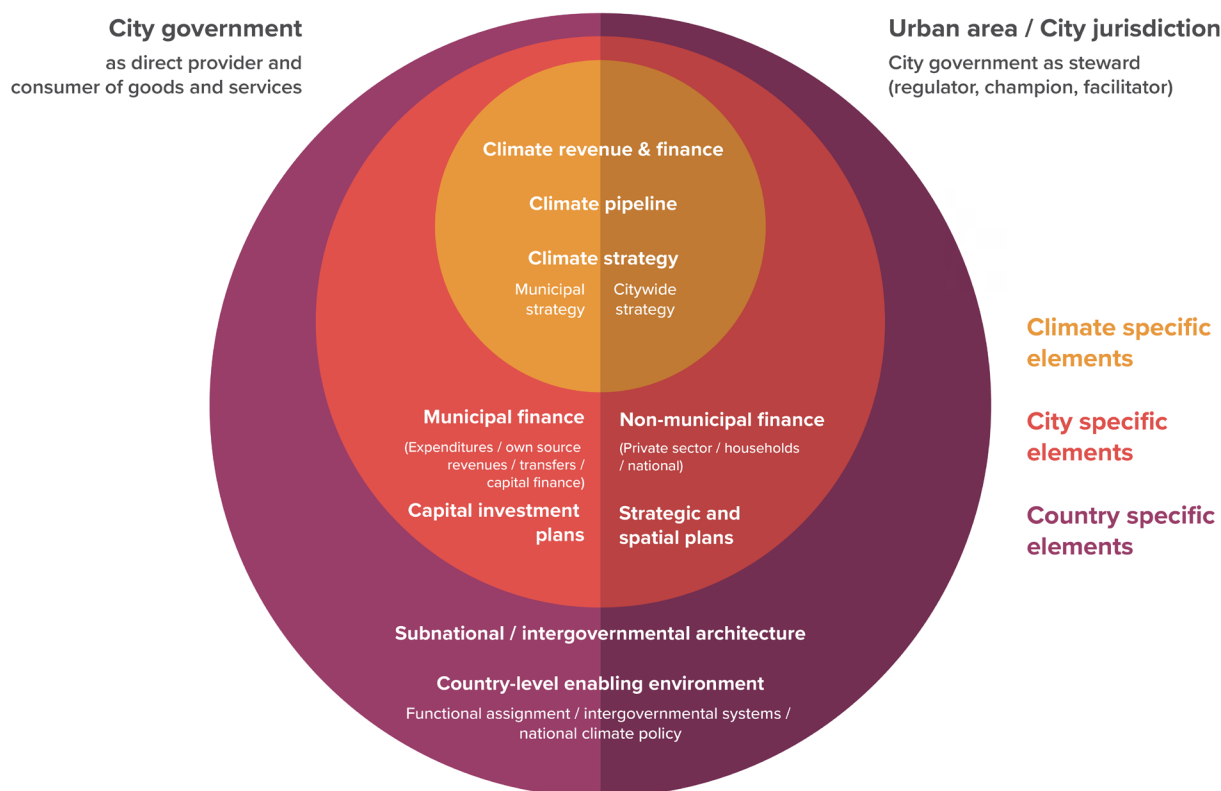 City government
as direct provider and
consumer of goods and services
Urban area / City jurisdiction
City government as steward
(regulator, champion, facilitator)
Climate revenue & finance
Climate pipeline
Climate strategy
Municipal
strategy
Citywide
strategy
Municipal finance
(Expenditures / own source
revenues / transfers /
capital finance)
Capital investment
plans
Non-municipal finance
(Private sector / households
/ national)
Strategic and
spatial plans
Subnational / intergovernmental architecture
Country-level enabling environment
Functional assignment / intergovernmental systems /
national climate policy
Climate specific
elements
City specific
elements
Country specific
elements